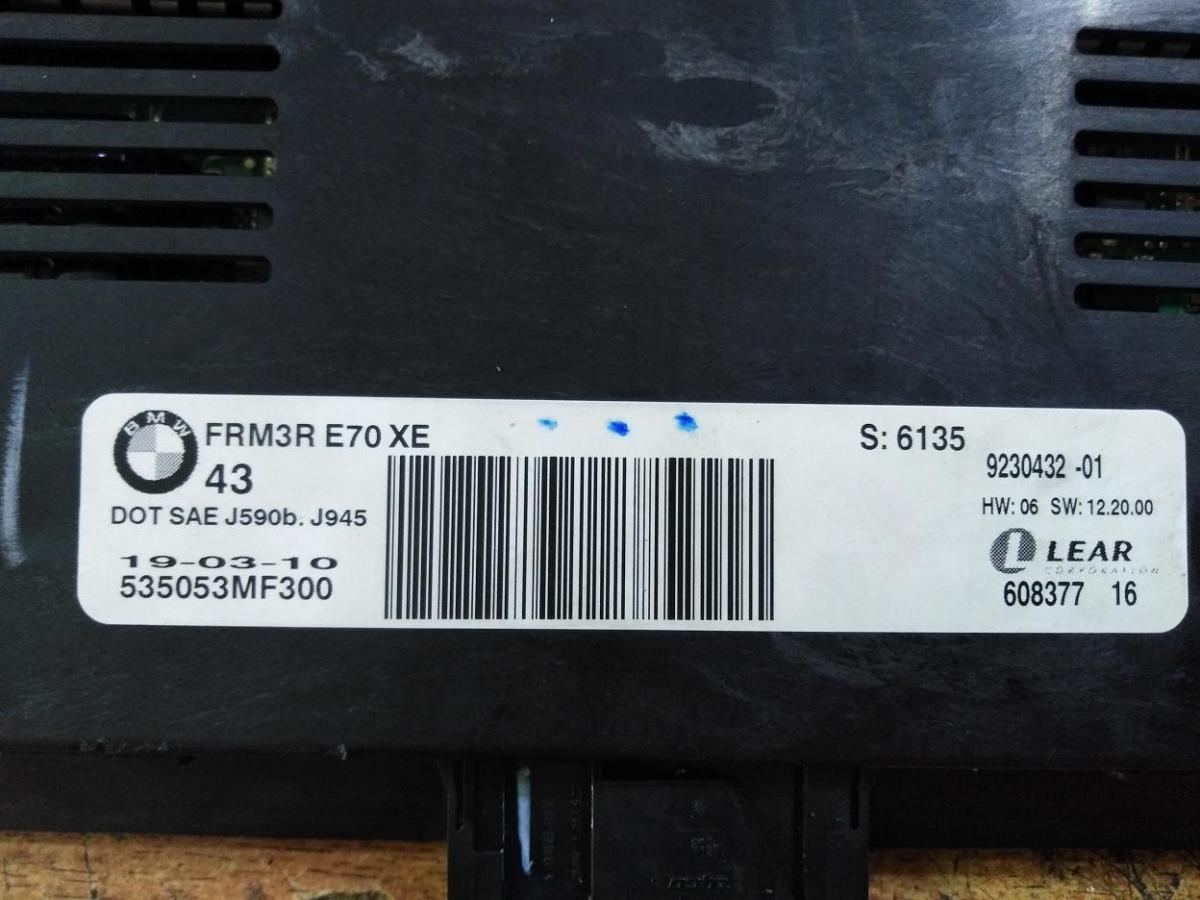 BMW
FRM3R E70 XE
43
DOT SAE J590b. J945
19-03-10
535053MF300
S: 6135
9230432 -01
HW: 06 SW: 12.20.00
LEAR
CORPORATION
608377 16